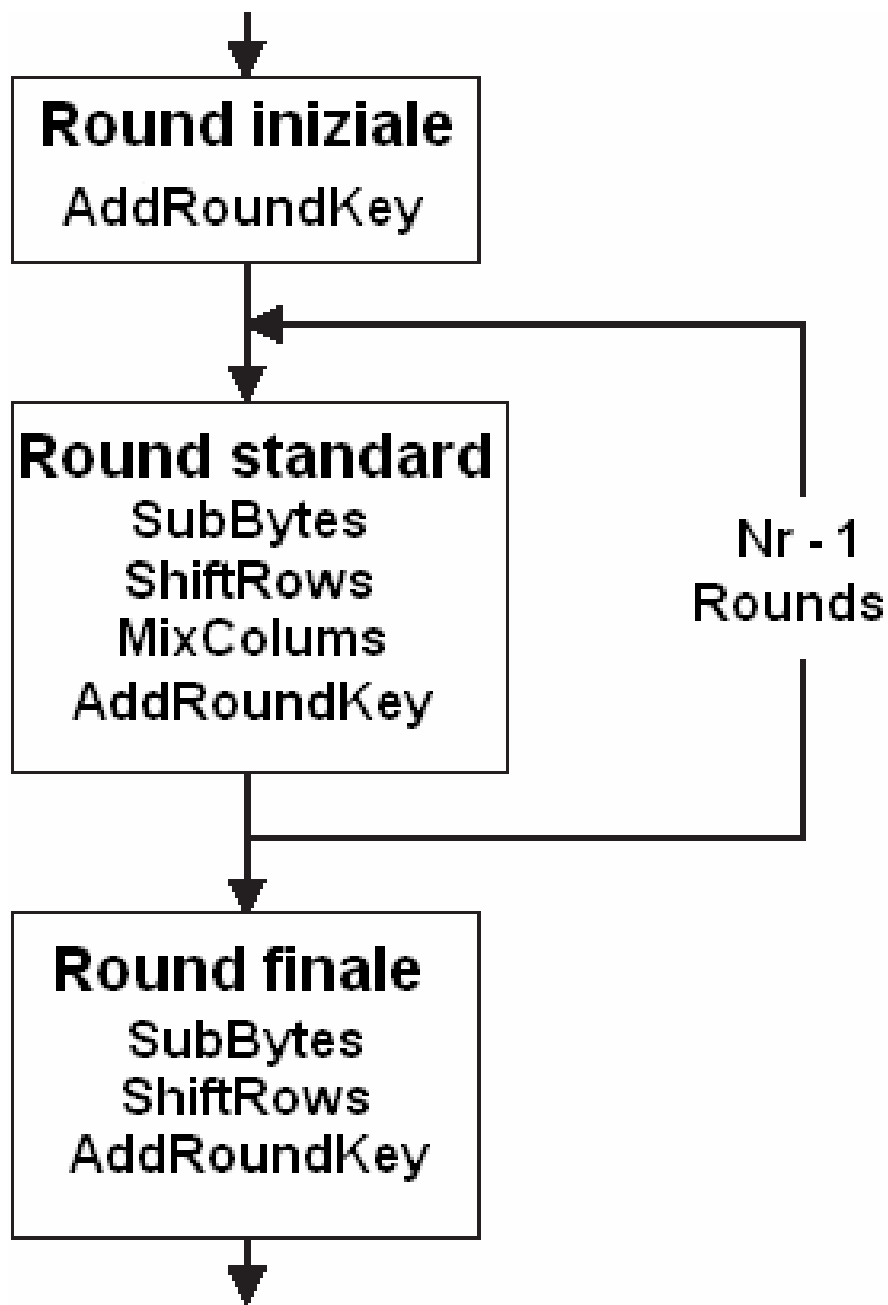 Round iniziale
AddRoundKey
Round standard
SubBytes
ShiftRows
MixColums
AddRoundKey
Nr - 1
Rounds
Round finale
SubBytes
ShiftRows
AddRoundKey